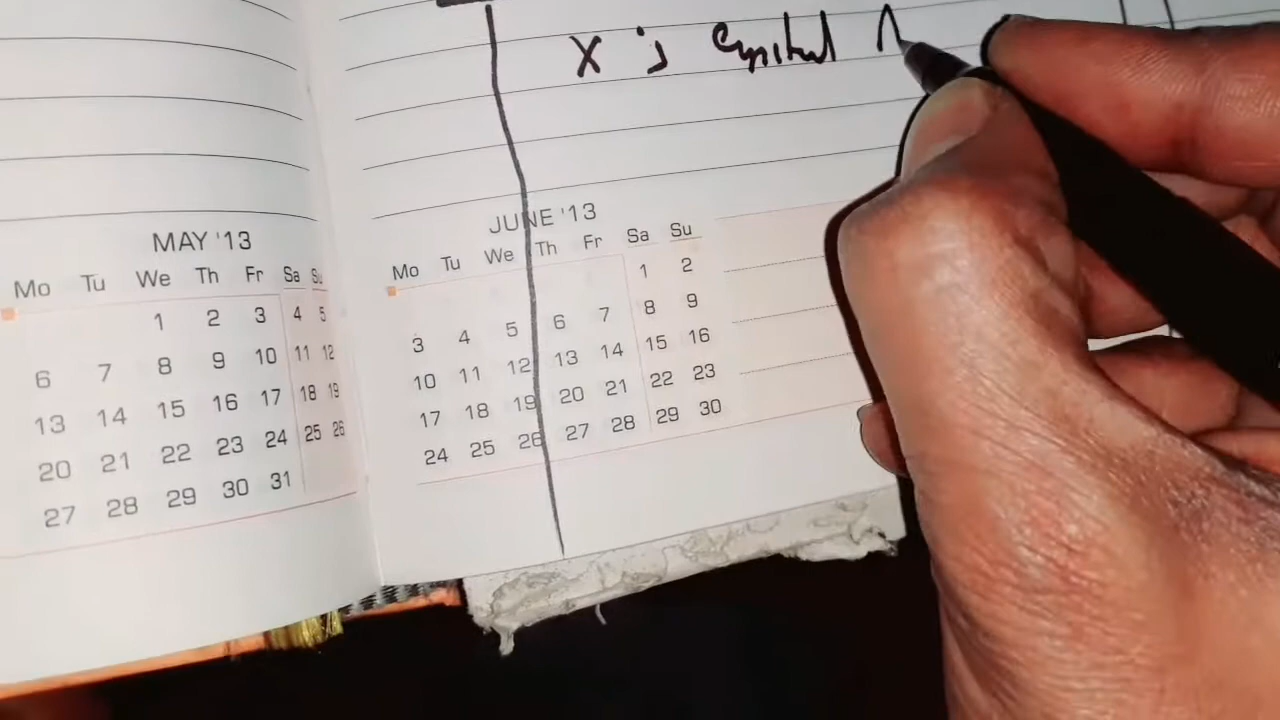 X's Capital A
MAY '13
Mo Tu We Th Fr Sa Su
1 2 3 4 5
6 7 8 9 10 11 12
13 14 15 16 17 18 19
20 21 22 23 24 25 26
27 28 29 30 31
JUNE '13
Mo Tu We Th Fr Sa Su
1 2
3 4 5 6 7 8 9
10 11 12 13 14 15 16
17 18 19 20 21 22 23
24 25 26 27 28 29 30